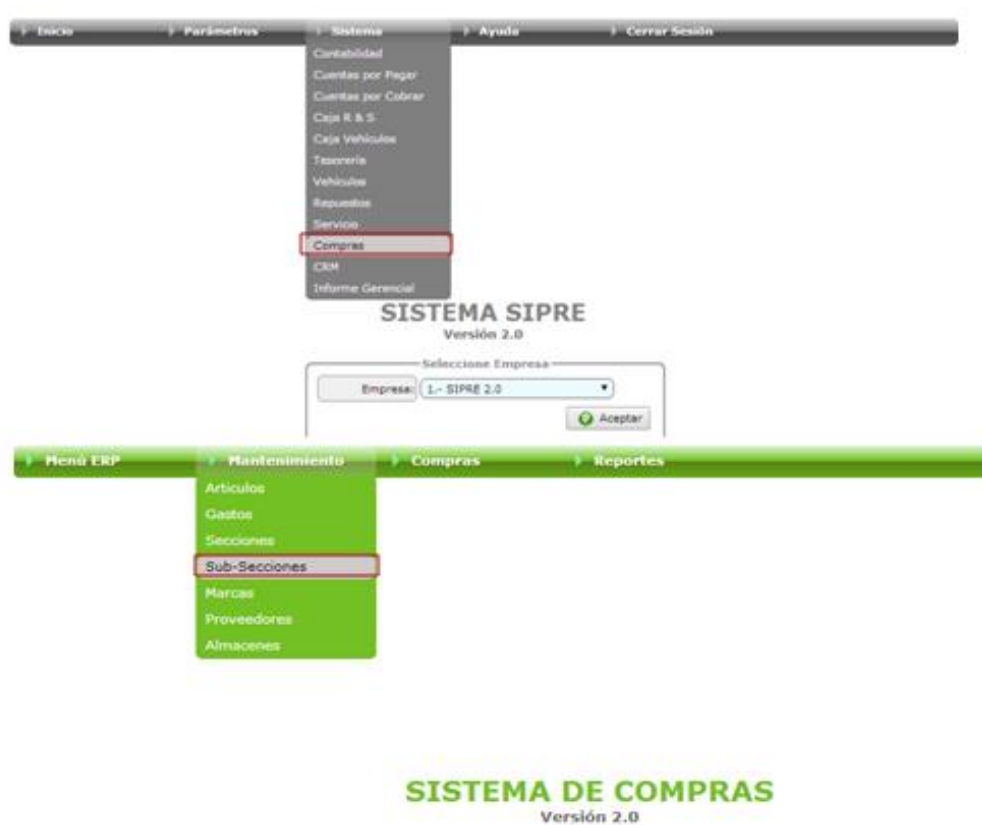 Inicio Parámetros Sistema Ayuda Cerrar Sesión
Contabilidad
Cuentas por Pagar
Cuentas por Cobrar
Caja R & S
Caja Vehículos
Tesorería
Vehículos
Repuestos
Servicio
Compras
CRM
Informe Gerencial
SISTEMA SIPRE
Versión 2.0
Seleccione Empresa
Empresa: 1.- SIPRE 2.0
Aceptar
Menú ERP Mantenimiento Compras Reportes
Articulos
Gastos
Secciones
Sub-Secciones
Marcas
Proveedores
Almacenes
SISTEMA DE COMPRAS
Versión 2.0